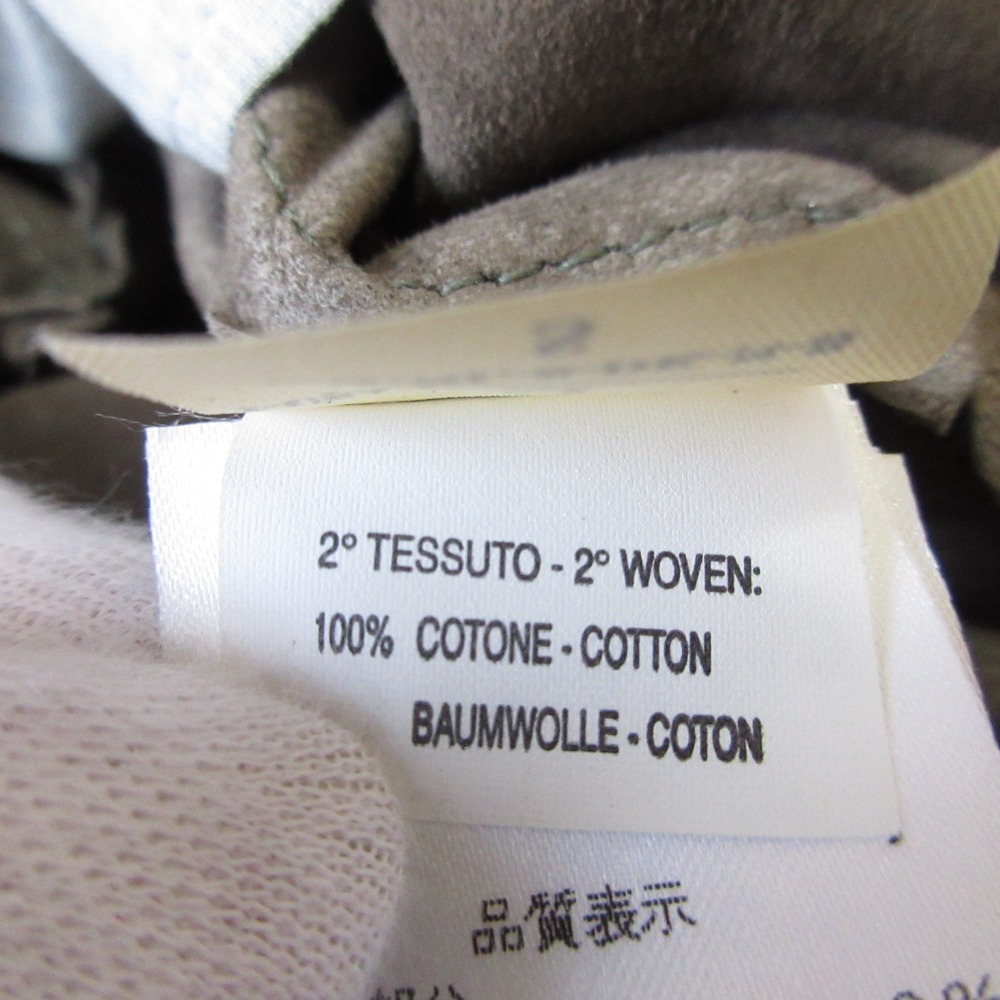 2° TESSUTO - 2° WOVEN:
100% COTONE - COTTON
BAUMWOLLE - COTON
品質表示